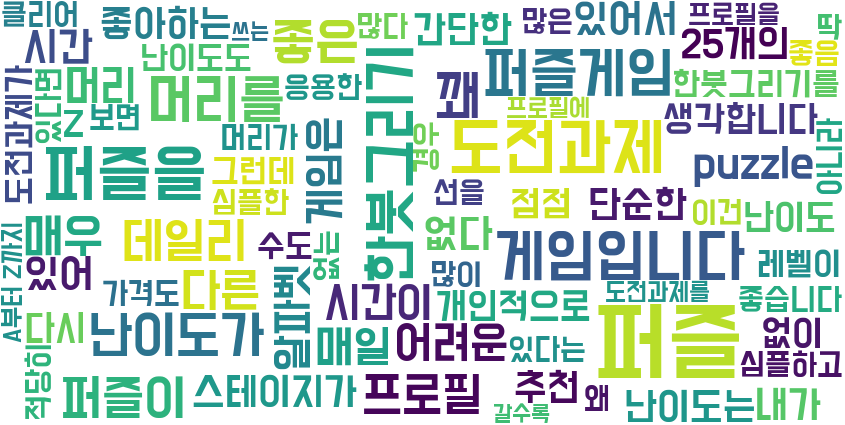 클리어
좋아하는
쓰는
좋은
많다
간단한
많은
있어서
프로필을
딱
시간
난이도도
25개의
좋음
도전과제가
있다면
머리
머리를
응용한
한붓그리기
꽤
퍼즐게임
한붓그리기를
Z
보면
머리가
게임은
경아
프로필에
도전과제
생각합니다
아니라
퍼즐을
그런데
심플한
선을
점점
단순한
puzzle
이건
난이도
매우
데일리
수도
없는
없다
게임입니다
레벨이
있어
많이
A부터 Z까지
가격도
다른
알파벳
시간이
개인적으로
도전과제를
좋습니다
다시
난이도가
매일
어려운
있다는
퍼즐
없이
심플하고
적당히
퍼즐이
스테이지가
프로필
추천
왜
갈수록
난이도는
내가